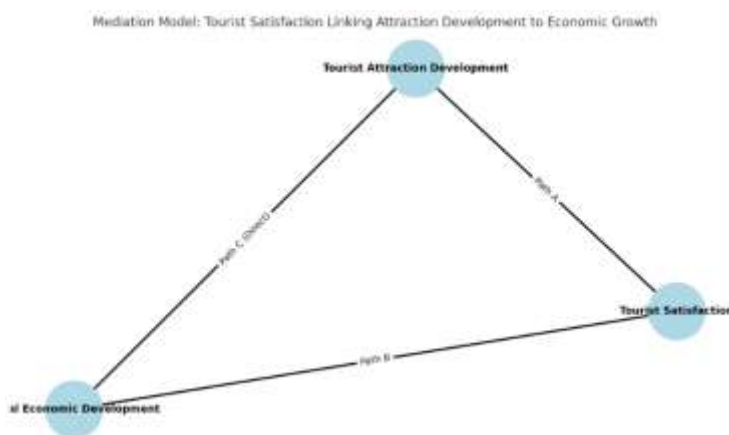 Mediation Model: Tourist Satisfaction Linking Attraction Development to Economic Growth
Tourist Attraction Development
Path A
Path C (Direct)
Tourist Satisfaction
Path B
al Economic Development